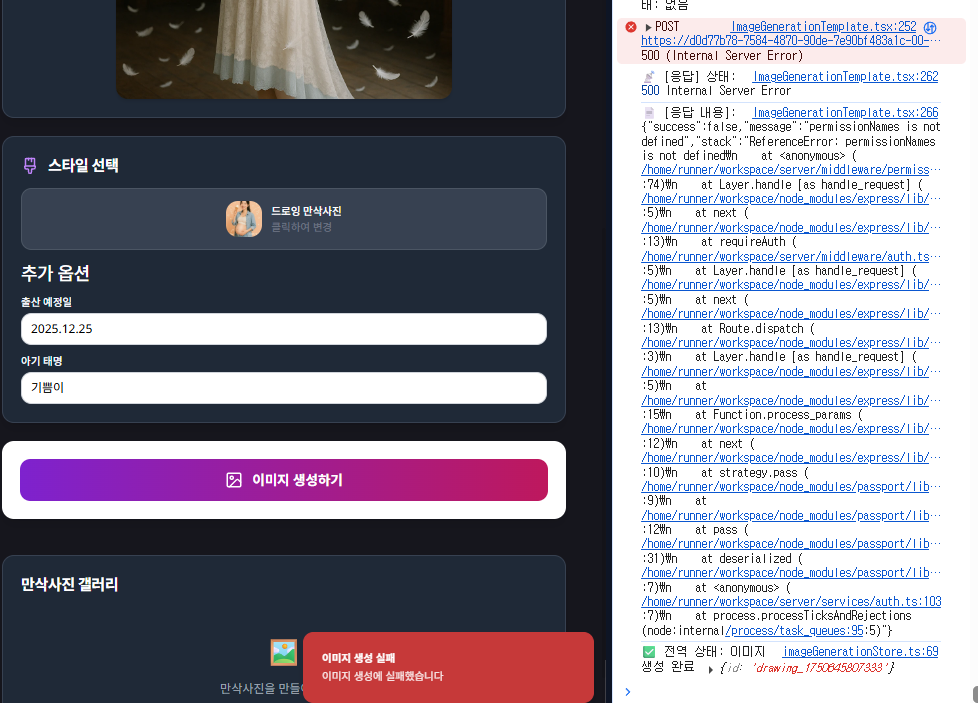 스타일 선택
드로잉 만삭사진
클릭하여 변경
추가 옵션
출산 예정일
2025.12.25
아기 태명
기쁨이
이미지 생성하기
만삭사진 갤러리
만삭사진을 만들
이미지 생성 실패
이미지 생성에 실패했습니다
태: 없음
POST ImageGenerationTemplate.tsx:252
https://d0d77b78-7584-4870-90de-7e90bf483a1c-00-…
500 (Internal Server Error)
[응답] 상태: ImageGenerationTemplate.tsx:262
500 Internal Server Error
[응답 내용]: ImageGenerationTemplate.tsx:266
{"success":false,"message":"permissionNames is not
defined","stack":"ReferenceError: permissionNames
is not defined₩n    at <anonymous> (
/home/runner/workspace/server/middleware/permiss…
:74)₩n    at Layer.handle [as handle_request] (
/home/runner/workspace/node_modules/express/lib/…
:5)₩n    at next (
/home/runner/workspace/node_modules/express/lib/…
:13)₩n    at requireAuth (
/home/runner/workspace/server/middleware/auth.ts…
:5)₩n    at Layer.handle [as handle_request] (
/home/runner/workspace/node_modules/express/lib/…
:5)₩n    at next (
/home/runner/workspace/node_modules/express/lib/…
:13)₩n    at Route.dispatch (
/home/runner/workspace/node_modules/express/lib/…
:3)₩n    at Layer.handle [as handle_request] (
/home/runner/workspace/node_modules/express/lib/…
:5)₩n    at
/home/runner/workspace/node_modules/express/lib/…
:15₩n    at Function.process_params (
/home/runner/workspace/node_modules/express/lib/…
:12)₩n    at next (
/home/runner/workspace/node_modules/express/lib/…
:10)₩n    at strategy.pass (
/home/runner/workspace/node_modules/passport/lib…
:9)₩n    at
/home/runner/workspace/node_modules/passport/lib…
:12₩n    at pass (
/home/runner/workspace/node_modules/passport/lib…
:31)₩n    at deserialized (
/home/runner/workspace/node_modules/passport/lib…
:7)₩n    at <anonymous> (
/home/runner/workspace/server/services/auth.ts:103
:7)₩n    at process.processTicksAndRejections
(node:internal/process/task_queues:95:5)"}
전역 상태: 이미지 imageGenerationStore.ts:69
생성 완료 {id: 'drawing_1750645807333'}